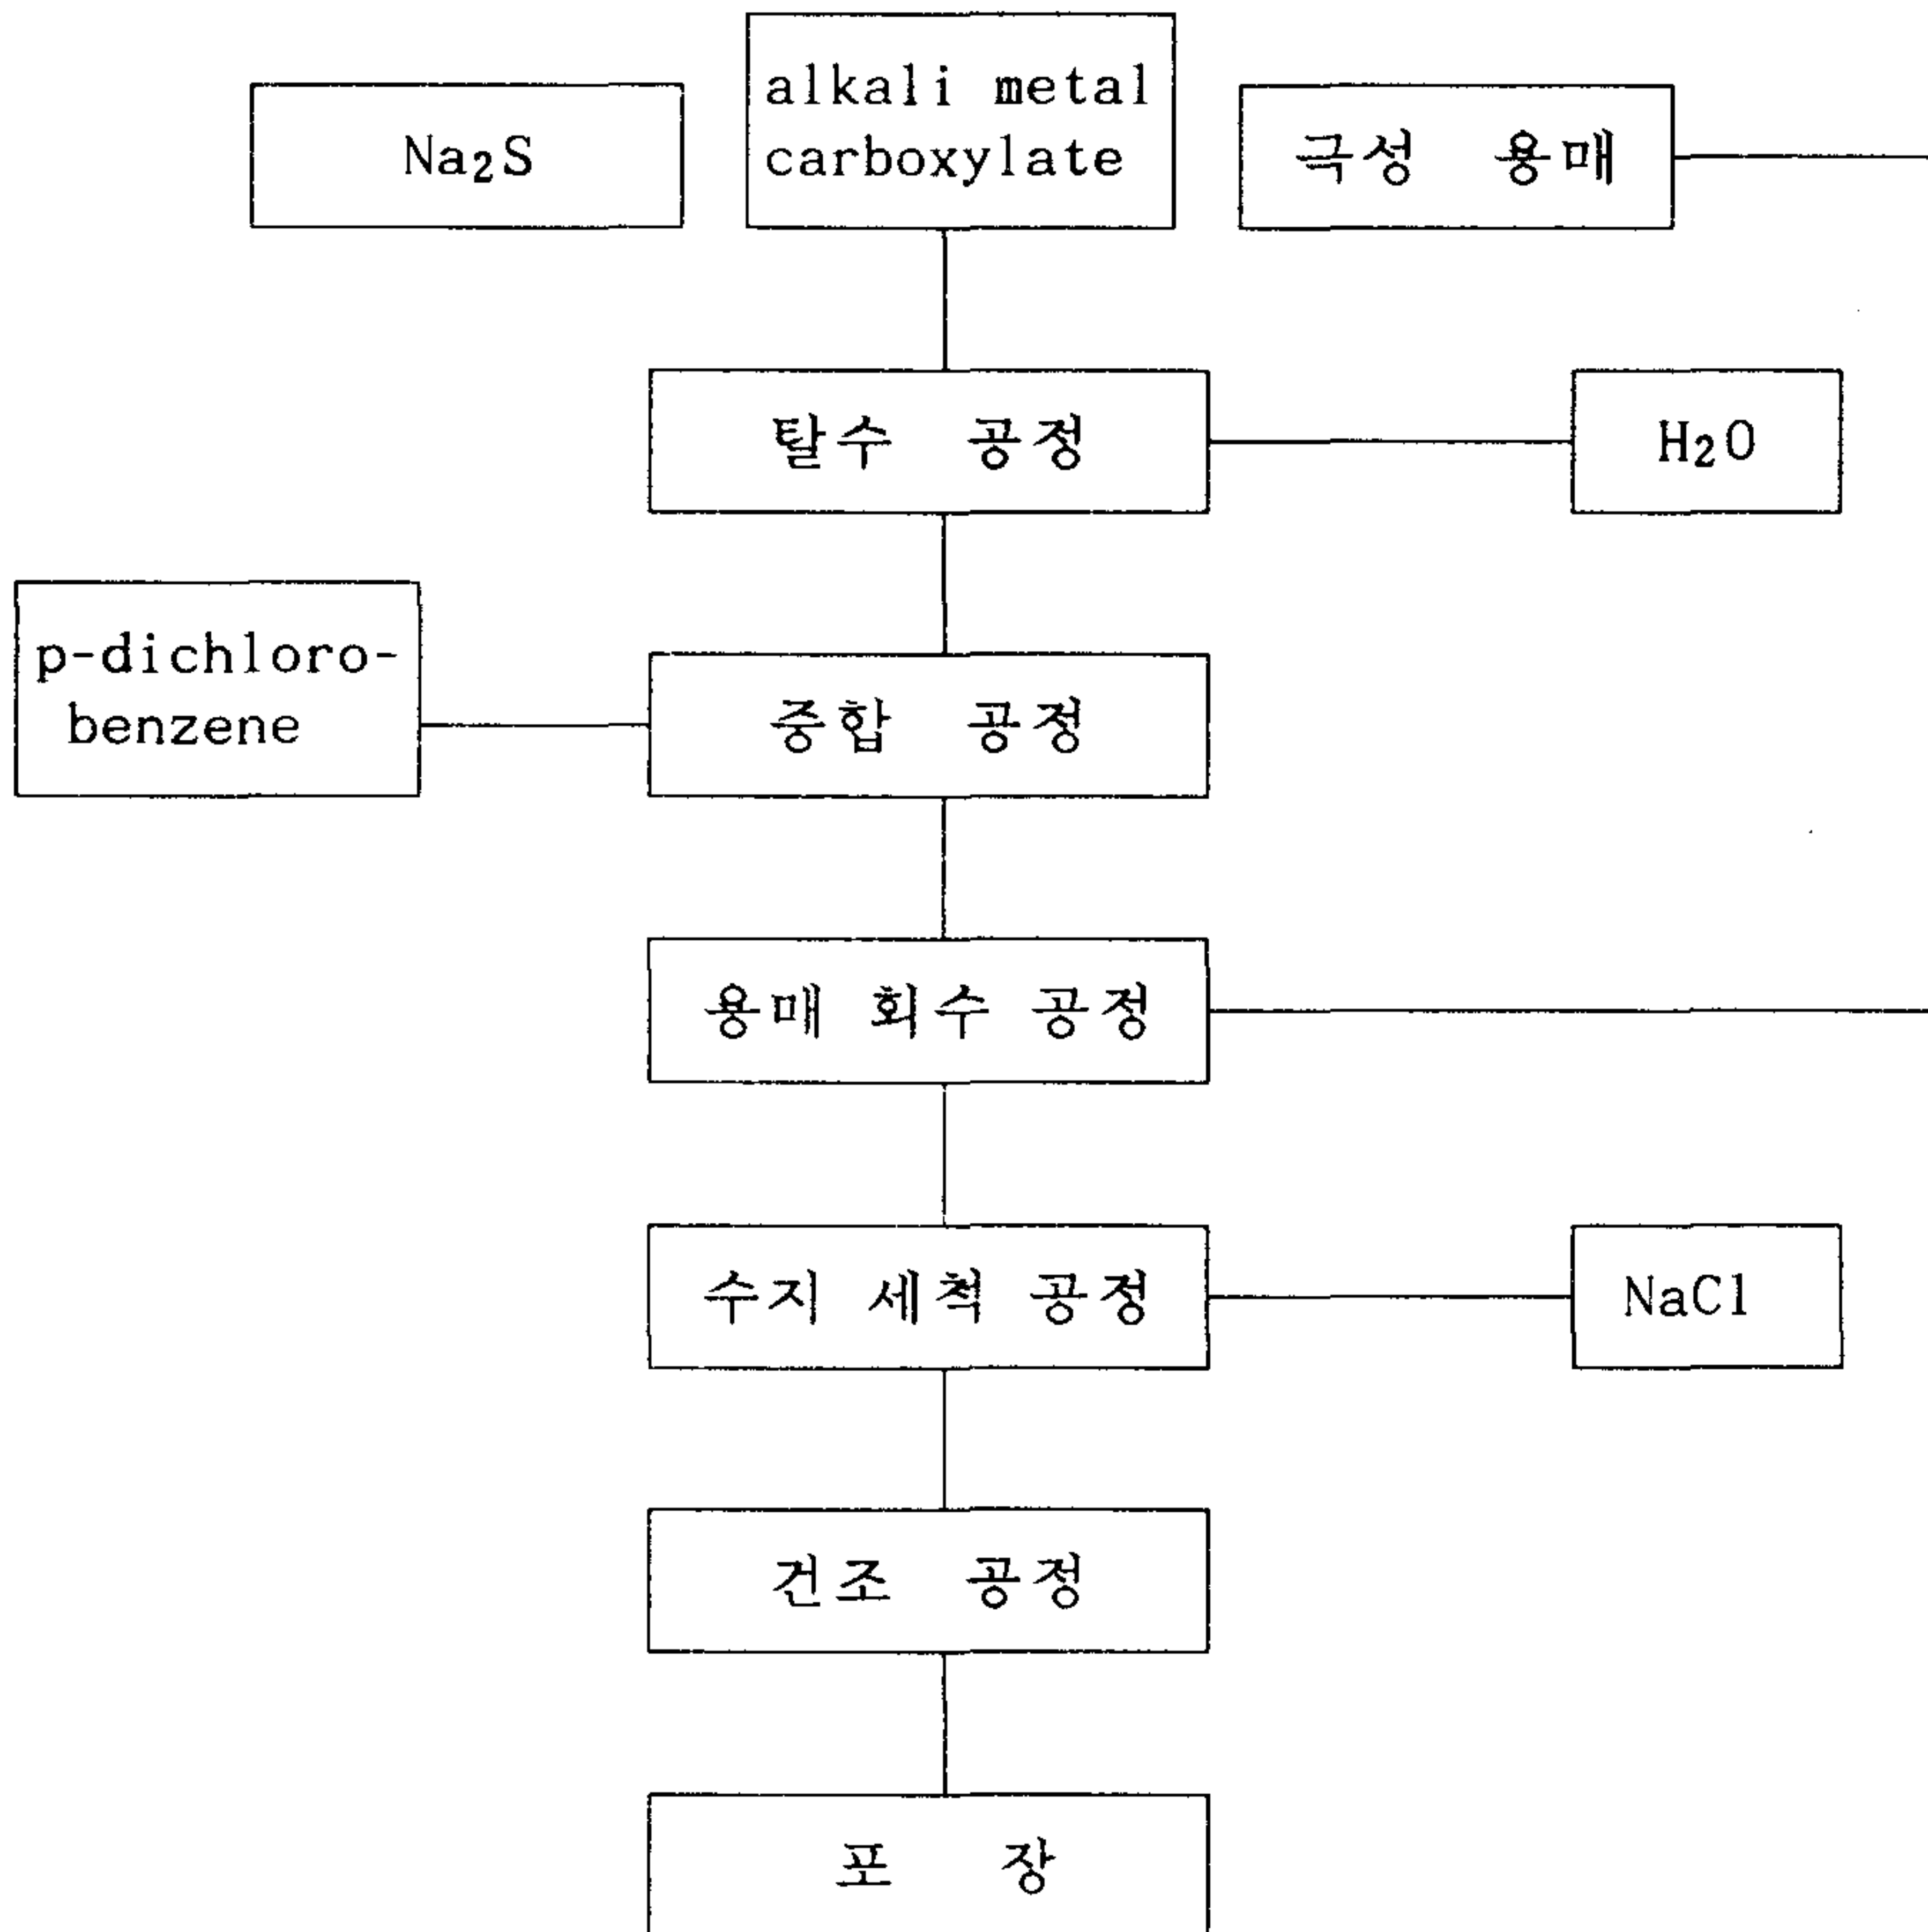 Na₂S
alkali metal
carboxylate
극성 용매
탈수 공정
H₂O
p-dichloro-
benzene
중합 공정
용매 회수 공정
수지 세척 공정
NaCl
건조 공정
포 장